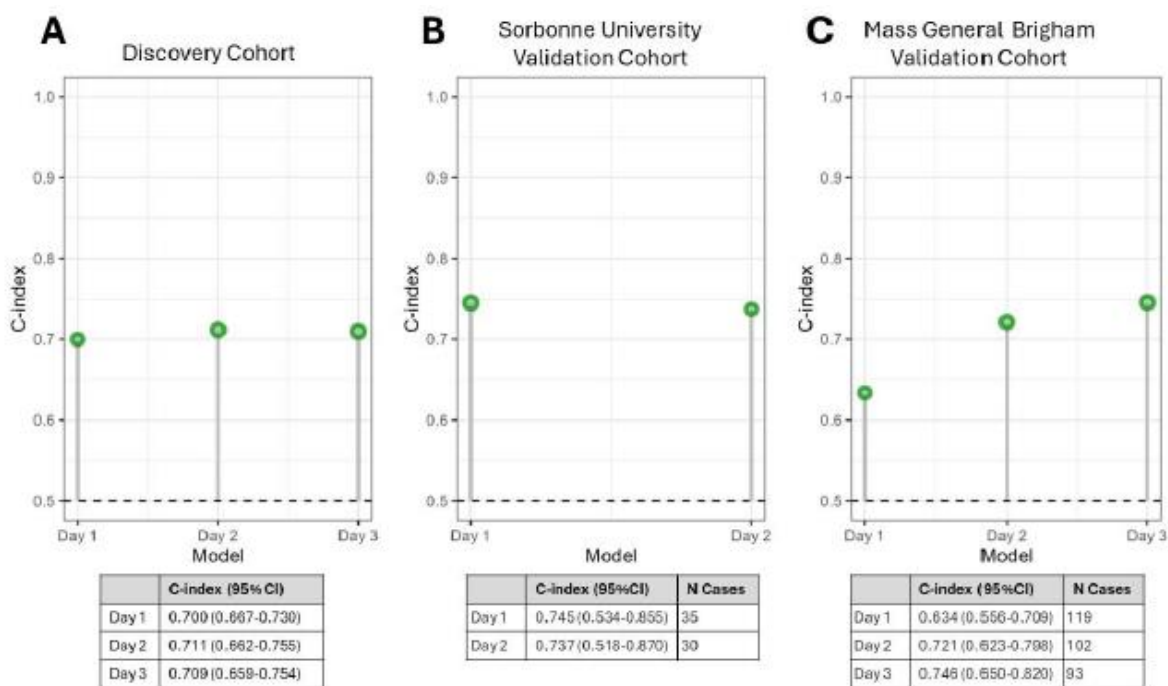 A
Discovery Cohort
1.0
0.9
0.8
0.7
0.6
0.5
C-index
Day 1 Day 2 Day 3
Model
C-index (95%CI)
Day 1 0.700 (0.667-0.730)
Day 2 0.711 (0.662-0.755)
Day 3 0.709 (0.659-0.754)
B
Sorbonne University
Validation Cohort
1.0
0.9
0.8
0.7
0.6
0.5
C-index
Day 1 Day 2
Model
C-index (95%CI) N Cases
Day 1 0.745 (0.534-0.855) 35
Day 2 0.737 (0.518-0.870) 30
C
Mass General Brigham
Validation Cohort
1.0
0.9
0.8
0.7
0.6
0.5
C-index
Day 1 Day 2 Day 3
Model
C-index (95%CI) N Cases
Day 1 0.634 (0.556-0.709) 119
Day 2 0.721 (0.623-0.798) 102
Day 3 0.746 (0.650-0.820) 93